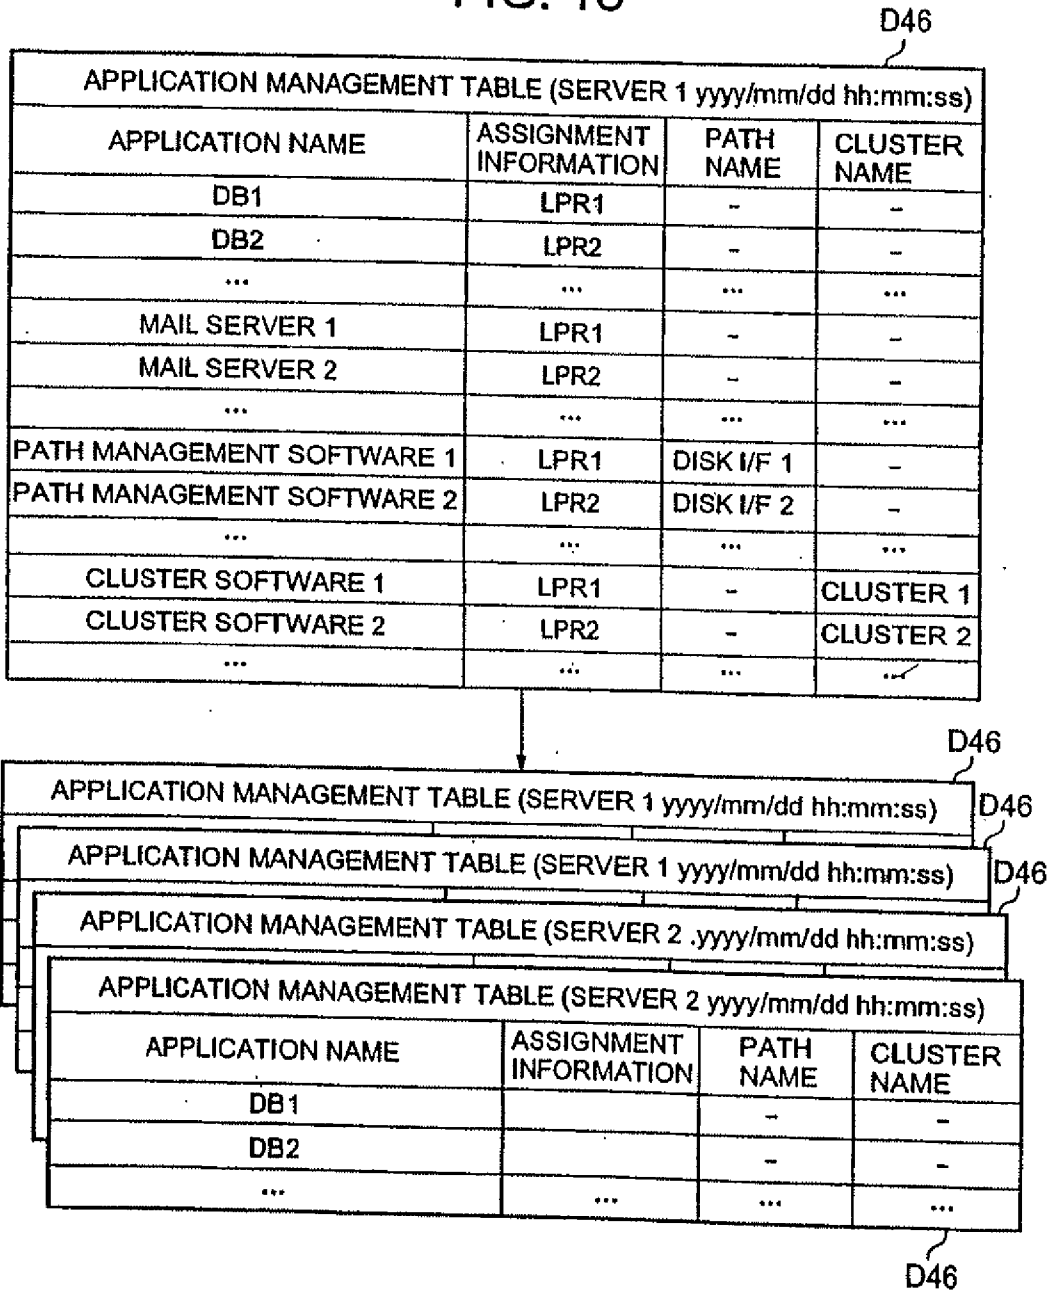 D46
APPLICATION MANAGEMENT TABLE (SERVER 1 yyyy/mm/dd hh:mm:ss)
APPLICATION NAME ASSIGNMENT INFORMATION PATH NAME CLUSTER NAME
DB1 LPR1 - -
DB2 LPR2 - -
... ... ... ...
MAIL SERVER 1 LPR1 - -
MAIL SERVER 2 LPR2 - -
... ... ... ...
PATH MANAGEMENT SOFTWARE 1 LPR1 DISK I/F 1 -
PATH MANAGEMENT SOFTWARE 2 LPR2 DISK I/F 2 -
... ... ... ...
CLUSTER SOFTWARE 1 LPR1 - CLUSTER 1
CLUSTER SOFTWARE 2 LPR2 - CLUSTER 2
... ... ... ...
D46
APPLICATION MANAGEMENT TABLE (SERVER 1 yyyy/mm/dd hh:mm:ss)
D46
APPLICATION MANAGEMENT TABLE (SERVER 1 yyyy/mm/dd hh:mm:ss)
D46
APPLICATION MANAGEMENT TABLE (SERVER 2 .yyyy/mm/dd hh:mm:ss)
APPLICATION MANAGEMENT TABLE (SERVER 2 yyyy/mm/dd hh:mm:ss)
APPLICATION NAME ASSIGNMENT INFORMATION PATH NAME CLUSTER NAME
DB1 - -
DB2 - -
... ... ... ...
D46